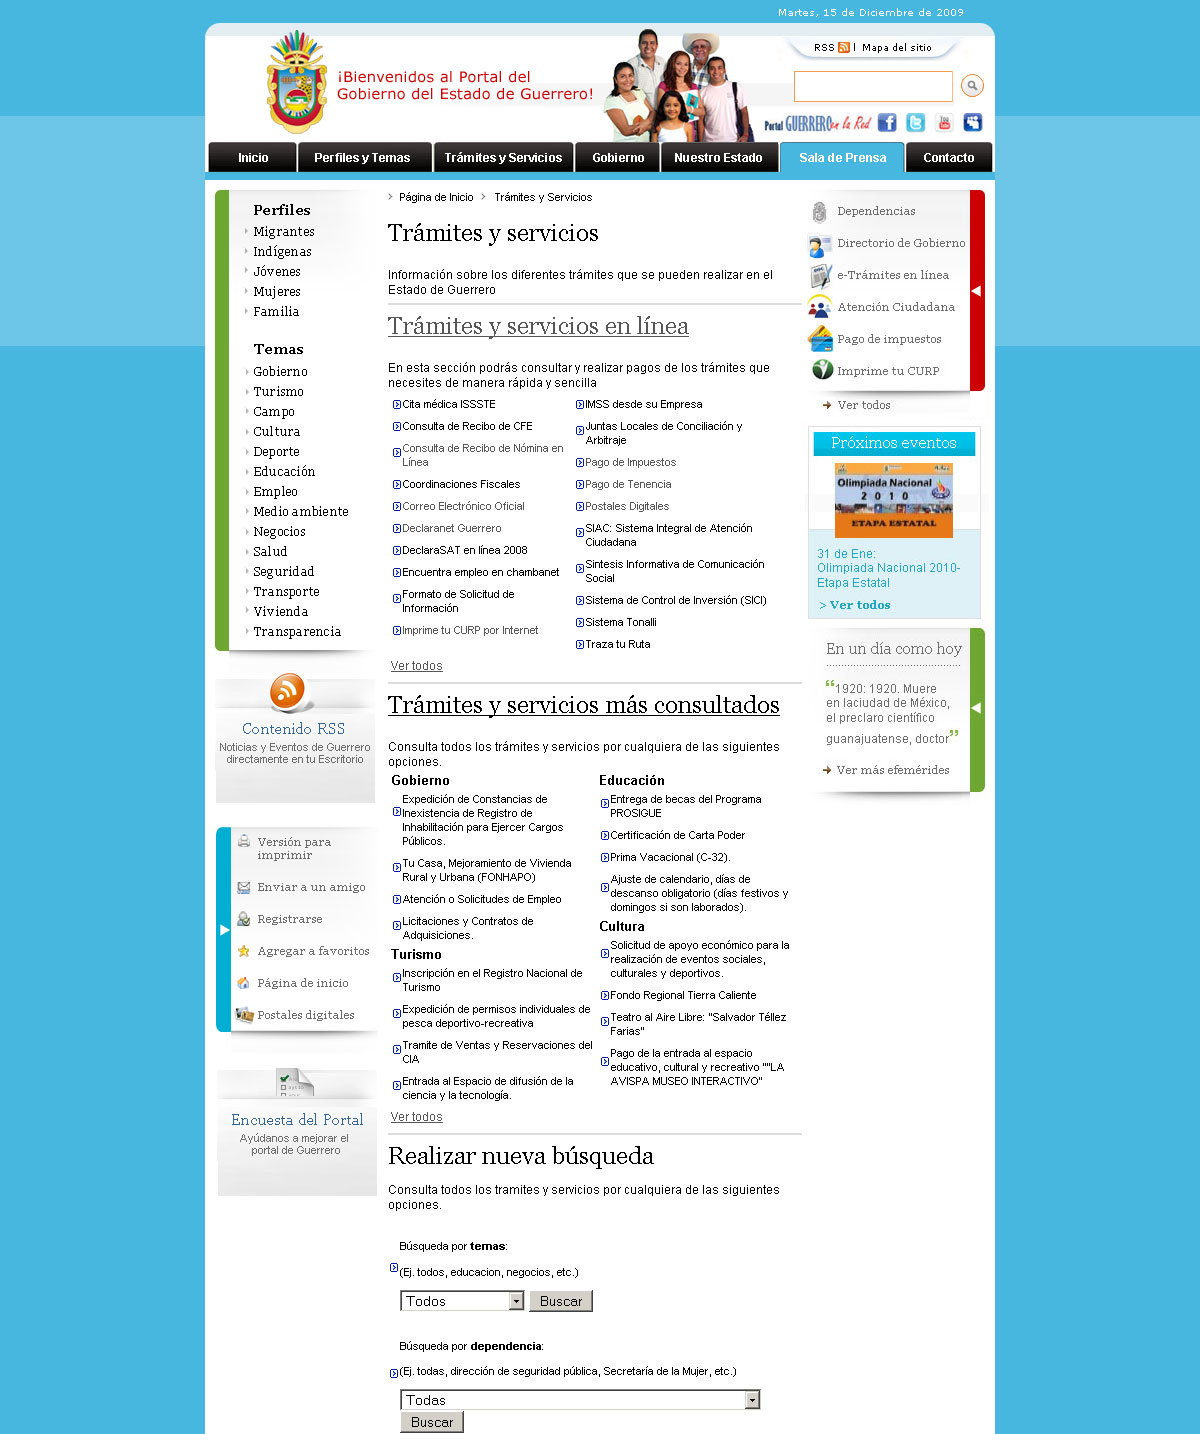 Martes, 15 de Diciembre de 2009
RSS | Mapa del sitio
¡Bienvenidos al Portal del
Gobierno del Estado de Guerrero!
Portal GUERRERO en la Red
Inicio Perfiles y Temas Trámites y Servicios Gobierno Nuestro Estado Sala de Prensa Contacto
Perfiles
Migrantes
Indígenas
Jóvenes
Mujeres
Familia
Temas
Gobierno
Turismo
Campo
Cultura
Deporte
Educación
Empleo
Medio ambiente
Negocios
Salud
Seguridad
Transporte
Vivienda
Transparencia
Contenido RSS
Noticias y Eventos de Guerrero
directamente en tu Escritorio
Versión para
imprimir
Enviar a un amigo
Registrarse
Agregar a favoritos
Página de inicio
Postales digitales
Encuesta del Portal
Ayúdanos a mejorar el
portal de Guerrero
Página de Inicio Trámites y Servicios
Trámites y servicios
Información sobre los diferentes trámites que se pueden realizar en el
Estado de Guerrero
Trámites y servicios en línea
En esta sección podrás consultar y realizar pagos de los trámites que
necesites de manera rápida y sencilla
Cita médica ISSSTE
Consulta de Recibo de CFE
Consulta de Recibo de Nómina en
Línea
Coordinaciones Fiscales
Correo Electrónico Oficial
Declaranet Guerrero
DeclaraSAT en línea 2008
Encuentra empleo en chambanet
Formato de Solicitud de
Información
Imprime tu CURP por Internet
IMSS desde su Empresa
Juntas Locales de Conciliación y
Arbitraje
Pago de Impuestos
Pago de Tenencia
Postales Digitales
SIAC: Sistema Integral de Atención
Ciudadana
Sintesis Informativa de Comunicación
Social
Sistema de Control de Inversión (SICI)
Sistema Tonalli
Traza tu Ruta
Ver todos
Trámites y servicios más consultados
Consulta todos los trámites y servicios por cualquiera de las siguientes
opciones.
Gobierno
Expedición de Constancias de
Inexistencia de Registro de
Inhabilitación para Ejercer Cargos
Públicos.
Tu Casa, Mejoramiento de Vivienda
Rural y Urbana (FONHAPO)
Atención o Solicitudes de Empleo
Licitaciones y Contratos de
Adquisiciones.
Turismo
Inscripción en el Registro Nacional de
Turismo
Expedición de permisos individuales de
pesca deportivo-recreativa
Tramite de Ventas y Reservaciones del
CIA
Entrada al Espacio de difusión de la
ciencia y la tecnología.
Educación
Entrega de becas del Programa
PROSIGUE
Certificación de Carta Poder
Prima Vacacional (C-32).
Ajuste de calendario, días de
descanso obligatorio (días festivos y
domingos si son laborados).
Cultura
Solicitud de apoyo económico para la
realización de eventos sociales,
culturales y deportivos.
Fondo Regional Tierra Caliente
Teatro al Aire Libre: "Salvador Téllez
Farias"
Pago de la entrada al espacio
educativo, cultural y recreativo ""LA
AVISPA MUSEO INTERACTIVO"
Ver todos
Realizar nueva búsqueda
Consulta todos los tramites y servicios por cualquiera de las siguientes
opciones.
Búsqueda por temas:
(Ej. todos, educacion, negocios, etc.)
Todos Buscar
Búsqueda por dependencia:
(Ej. todas, dirección de seguridad pública, Secretaría de la Mujer, etc.)
Todas
Buscar
Dependencias
Directorio de Gobierno
e-Trámites en línea
Atención Ciudadana
Pago de impuestos
Imprime tu CURP
Ver todos
Próximos eventos
Olimpiada Nacional
2 0 1 0
ETAPA ESTATAL
31 de Ene:
Olimpiada Nacional 2010-
Etapa Estatal
> Ver todos
En un día como hoy
“1920: 1920. Muere
en laciudad de México,
el preclaro científico
guanajuatense, doctor”
Ver más efemérides